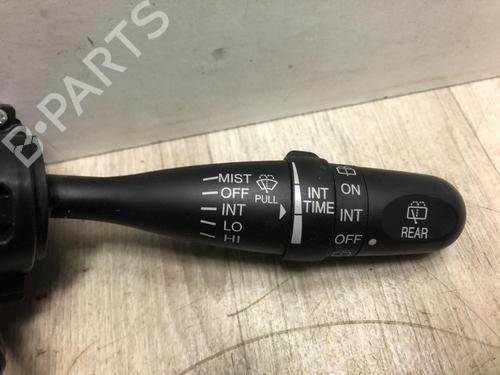 B-PARTS
MIST
OFF
PULL
INT
LO
HI
INT
TIME
ON
INT
OFF
REAR